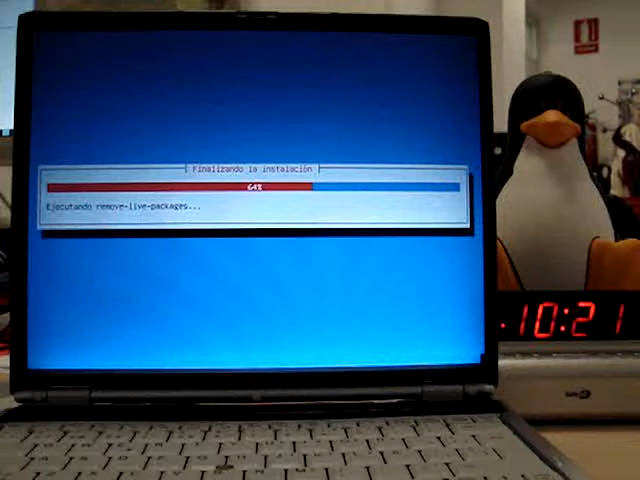 Finalizando la instalación
64%
Ejecutando remove-live-packages...
10:21